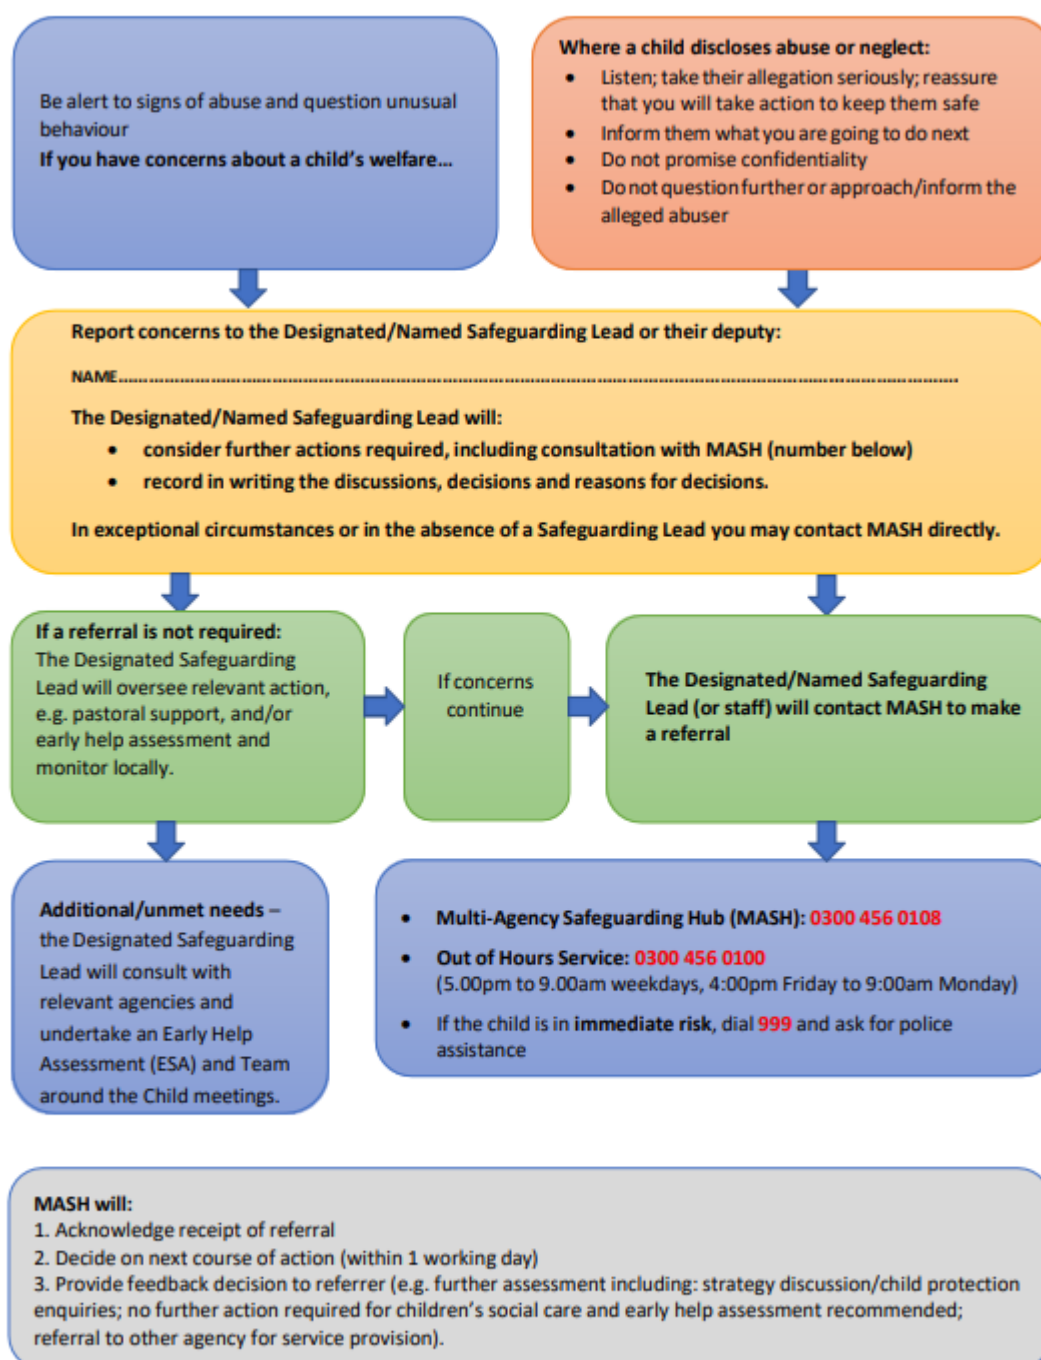 Be alert to signs of abuse and question unusual
behaviour
If you have concerns about a child's welfare...
Where a child discloses abuse or neglect:
• Listen; take their allegation seriously; reassure
that you will take action to keep them safe
• Inform them what you are going to do next
• Do not promise confidentiality
• Do not question further or approach/inform the
alleged abuser
Report concerns to the Designated/Named Safeguarding Lead or their deputy:
NAME.......................................................................................................................................................
The Designated/Named Safeguarding Lead will:
• consider further actions required, including consultation with MASH (number below)
• record in writing the discussions, decisions and reasons for decisions.
In exceptional circumstances or in the absence of a Safeguarding Lead you may contact MASH directly.
If a referral is not required:
The Designated Safeguarding
Lead will oversee relevant action,
e.g. pastoral support, and/or
early help assessment and
monitor locally.
If concerns
continue
The Designated/Named Safeguarding
Lead (or staff) will contact MASH to make
a referral
Additional/unmet needs –
the Designated Safeguarding
Lead will consult with
relevant agencies and
undertake an Early Help
Assessment (ESA) and Team
around the Child meetings.
• Multi-Agency Safeguarding Hub (MASH): 0300 456 0108
• Out of Hours Service: 0300 456 0100
(5.00pm to 9.00am weekdays, 4:00pm Friday to 9:00am Monday)
• If the child is in immediate risk, dial 999 and ask for police
assistance
MASH will:
1. Acknowledge receipt of referral
2. Decide on next course of action (within 1 working day)
3. Provide feedback decision to referrer (e.g. further assessment including: strategy discussion/child protection
enquiries; no further action required for children's social care and early help assessment recommended;
referral to other agency for service provision).